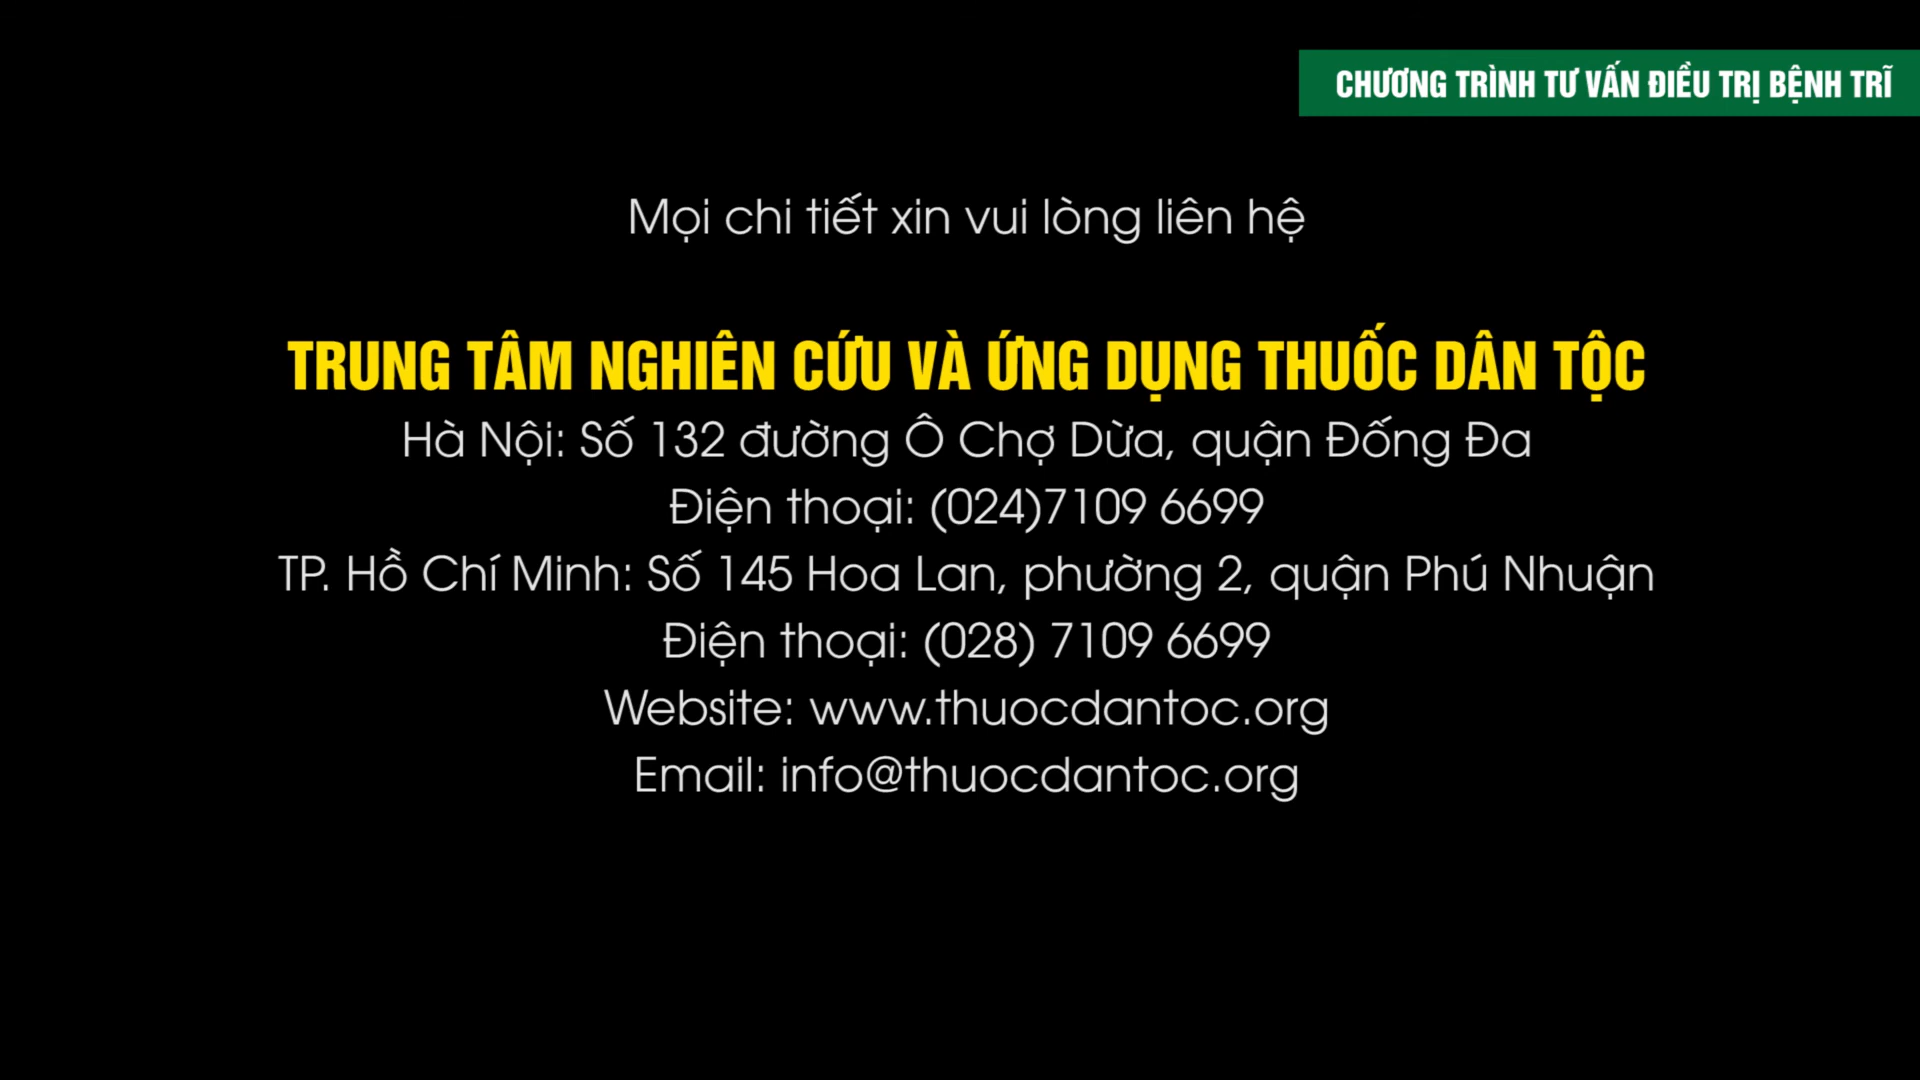 CHƯƠNG TRÌNH TƯ VẤN ĐIỀU TRỊ BỆNH TRĨ
Mọi chi tiết xin vui lòng liên hệ
TRUNG TÂM NGHIÊN CỨU VÀ ỨNG DỤNG THUỐC DÂN TỘC
Hà Nội: Số 132 đường Ô Chợ Dừa, quận Đống Đa
Điện thoại: (024)7109 6699
TP. Hồ Chí Minh: Số 145 Hoa Lan, phường 2, quận Phú Nhuận
Điện thoại: (028) 7109 6699
Website: www.thuocdantoc.org
Email: info@thuocdantoc.org